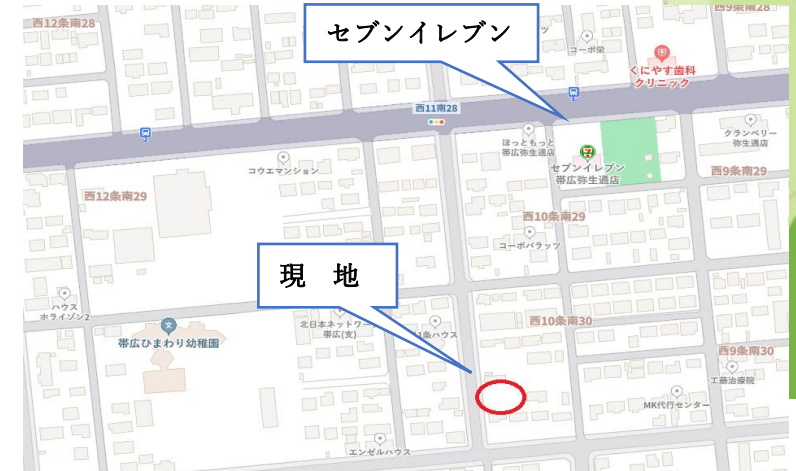 西12条南28
セブンイレブン
コーポ栄
西9条南28
くにやす歯科
クリニック
西11南28
ほっともっと
帯広弥生通店
クランベリー
弥生通店
コウエマンション
セブンイレブン
帯広弥生通店
西9条南29
西12条南29
西10条南29
コーポパラッツ
現 地
ハウス
ホライゾン2
北日本ネットワー
帯広(支)
11条ハウス
西10条南30
帯広ひまわり幼稚園
西9条南30
工藤治療院
MK代行センター
エンゼルハウス